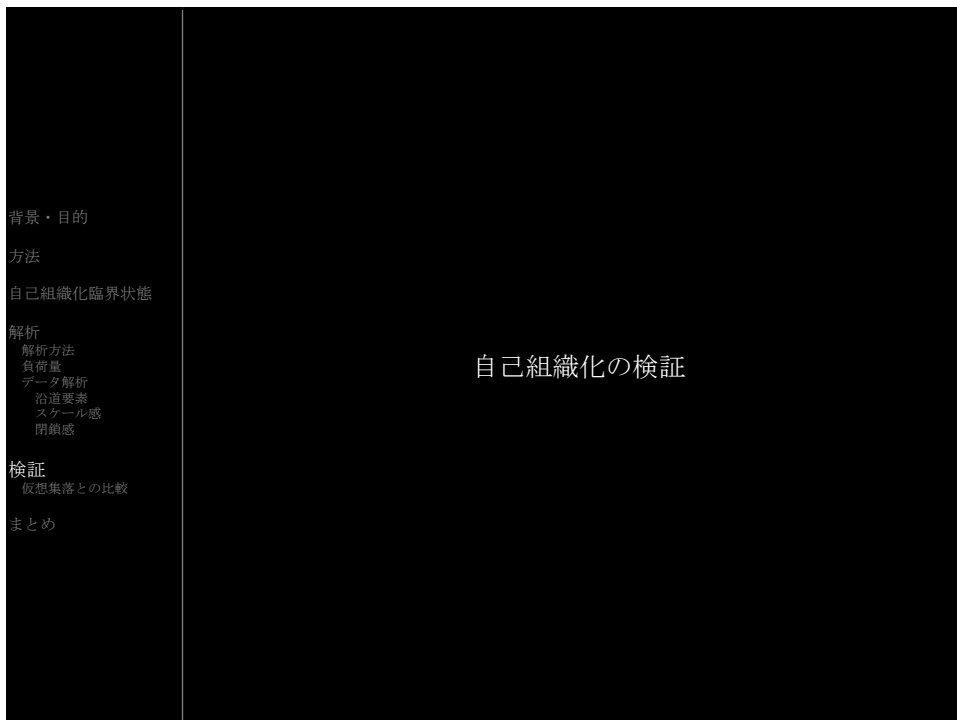 背景・目的
方法
自己組織化臨界状態
解析
解析方法
負荷量
データ解析
沿道要素
スケール感
閉鎖感
検証
仮想集落との比較
まとめ
自己組織化の検証